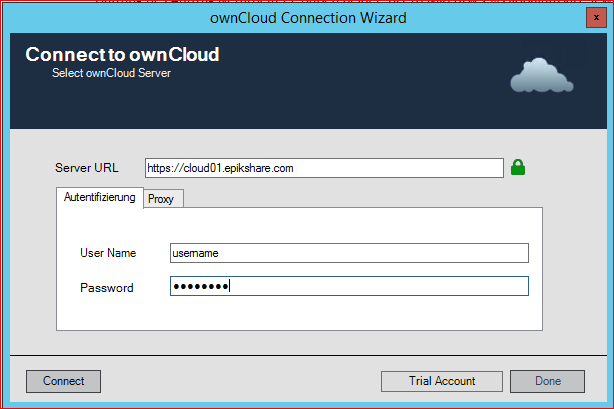 ownCloud Connection Wizard
x
Connect to ownCloud
Select ownCloud Server
Server URL https://cloud01.epikshare.com
Autentifizierung Proxy
User Name username
Password ●●●●●●●●
Connect Trial Account Done